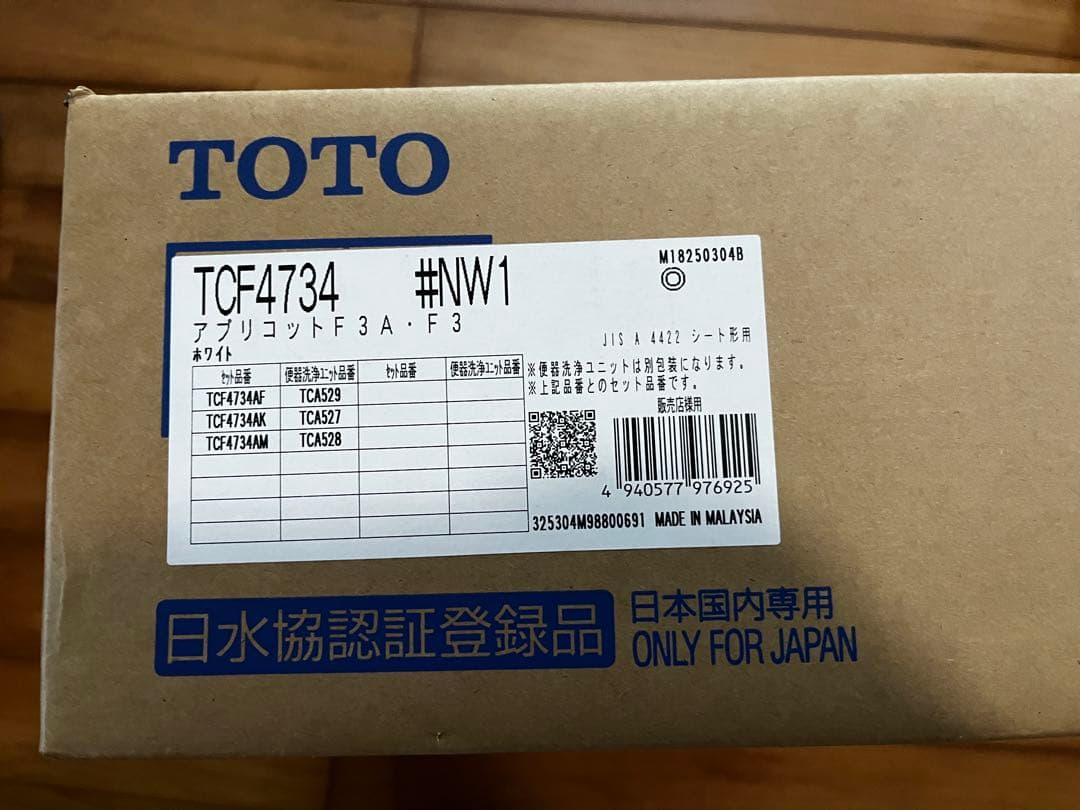 TOTO
TCF4734 #NW1
M18250304B
アプリコットF3A・F3
ホワイト
JIS A 4422 シート形用
セット品番 便器洗浄ユニット品番 セット品番 便器洗浄ユニット品番
TCF4734AF TCA529
TCF4734AK TCA527
TCF4734AM TCA528
※便器洗浄ユニットは別包装になります。
※上記品番とのセット品番です。
販売店様用
4 940577 976925
325304M98800691 MADE IN MALAYSIA
日水協認証登録品
日本国内専用
ONLY FOR JAPAN